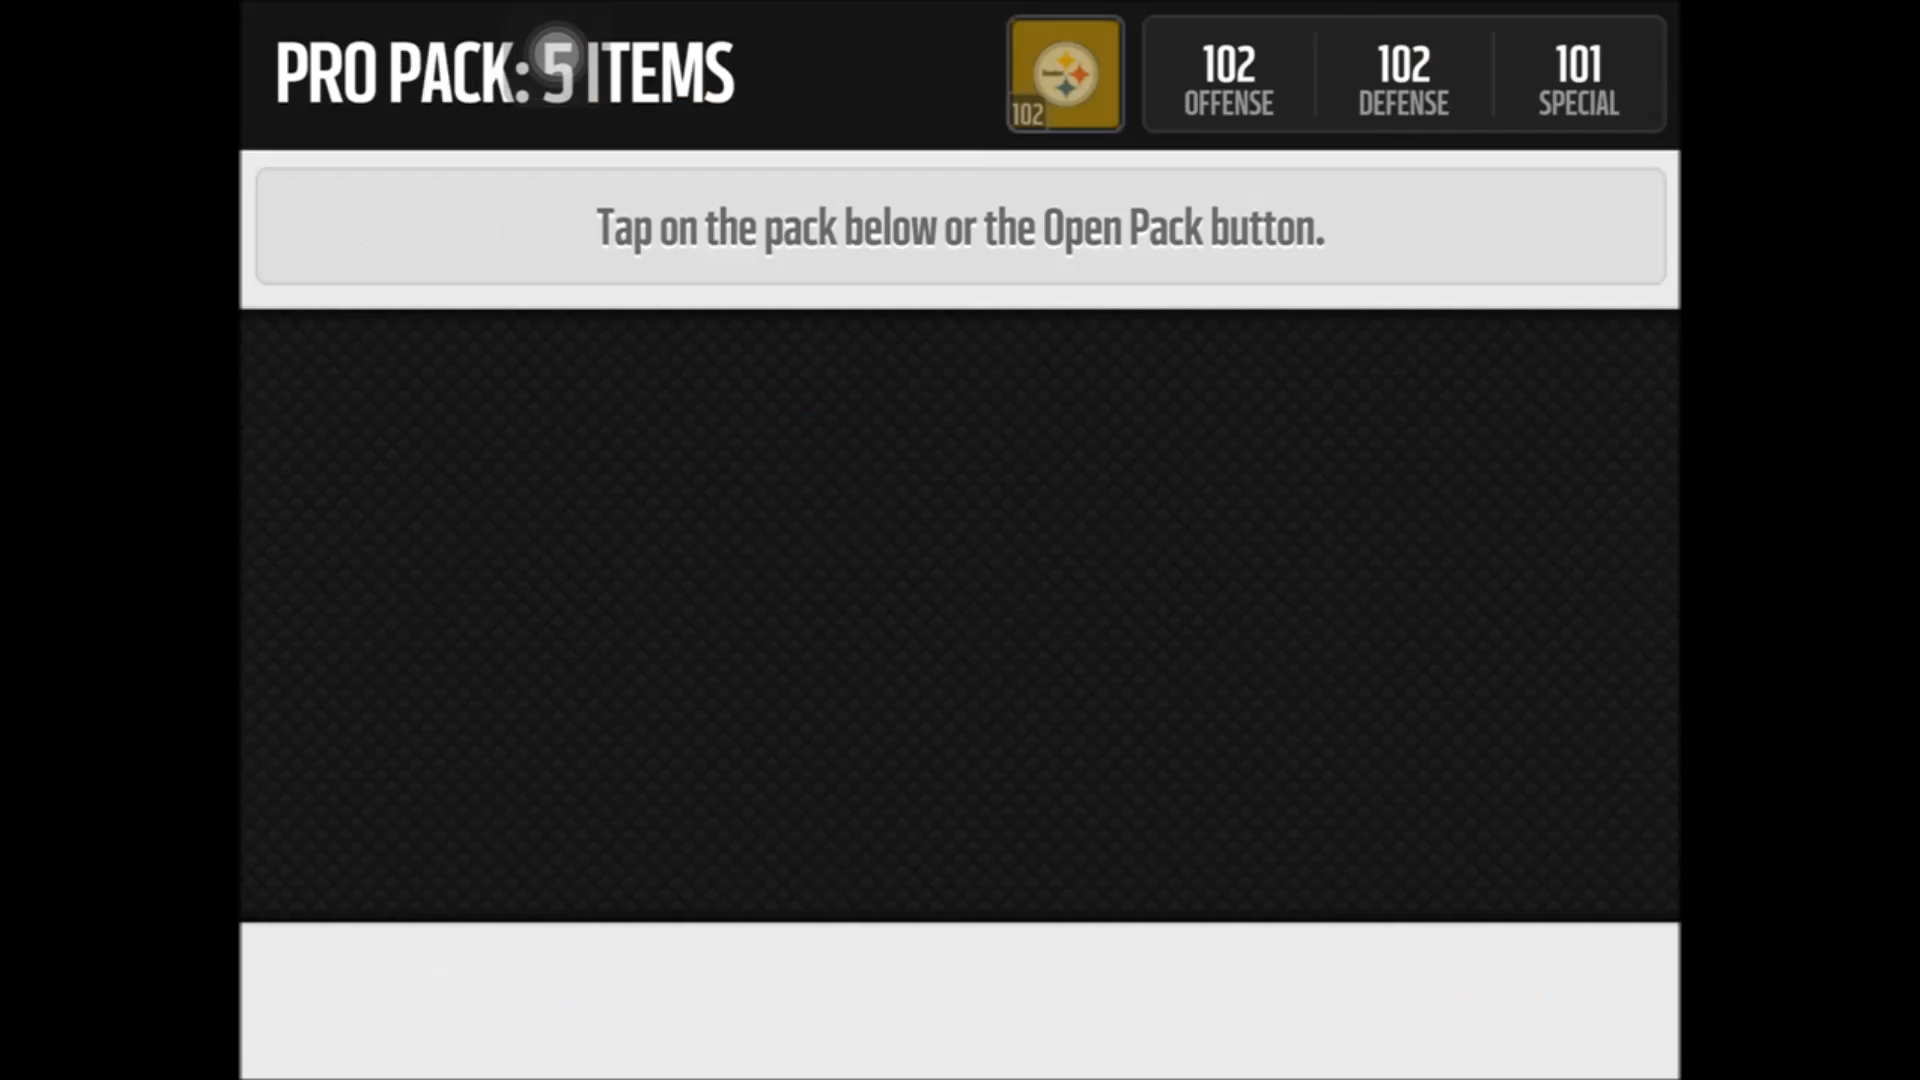 PRO PACK: 5 ITEMS
102
102
OFFENSE
102
DEFENSE
101
SPECIAL
Tap on the pack below or the Open Pack button.